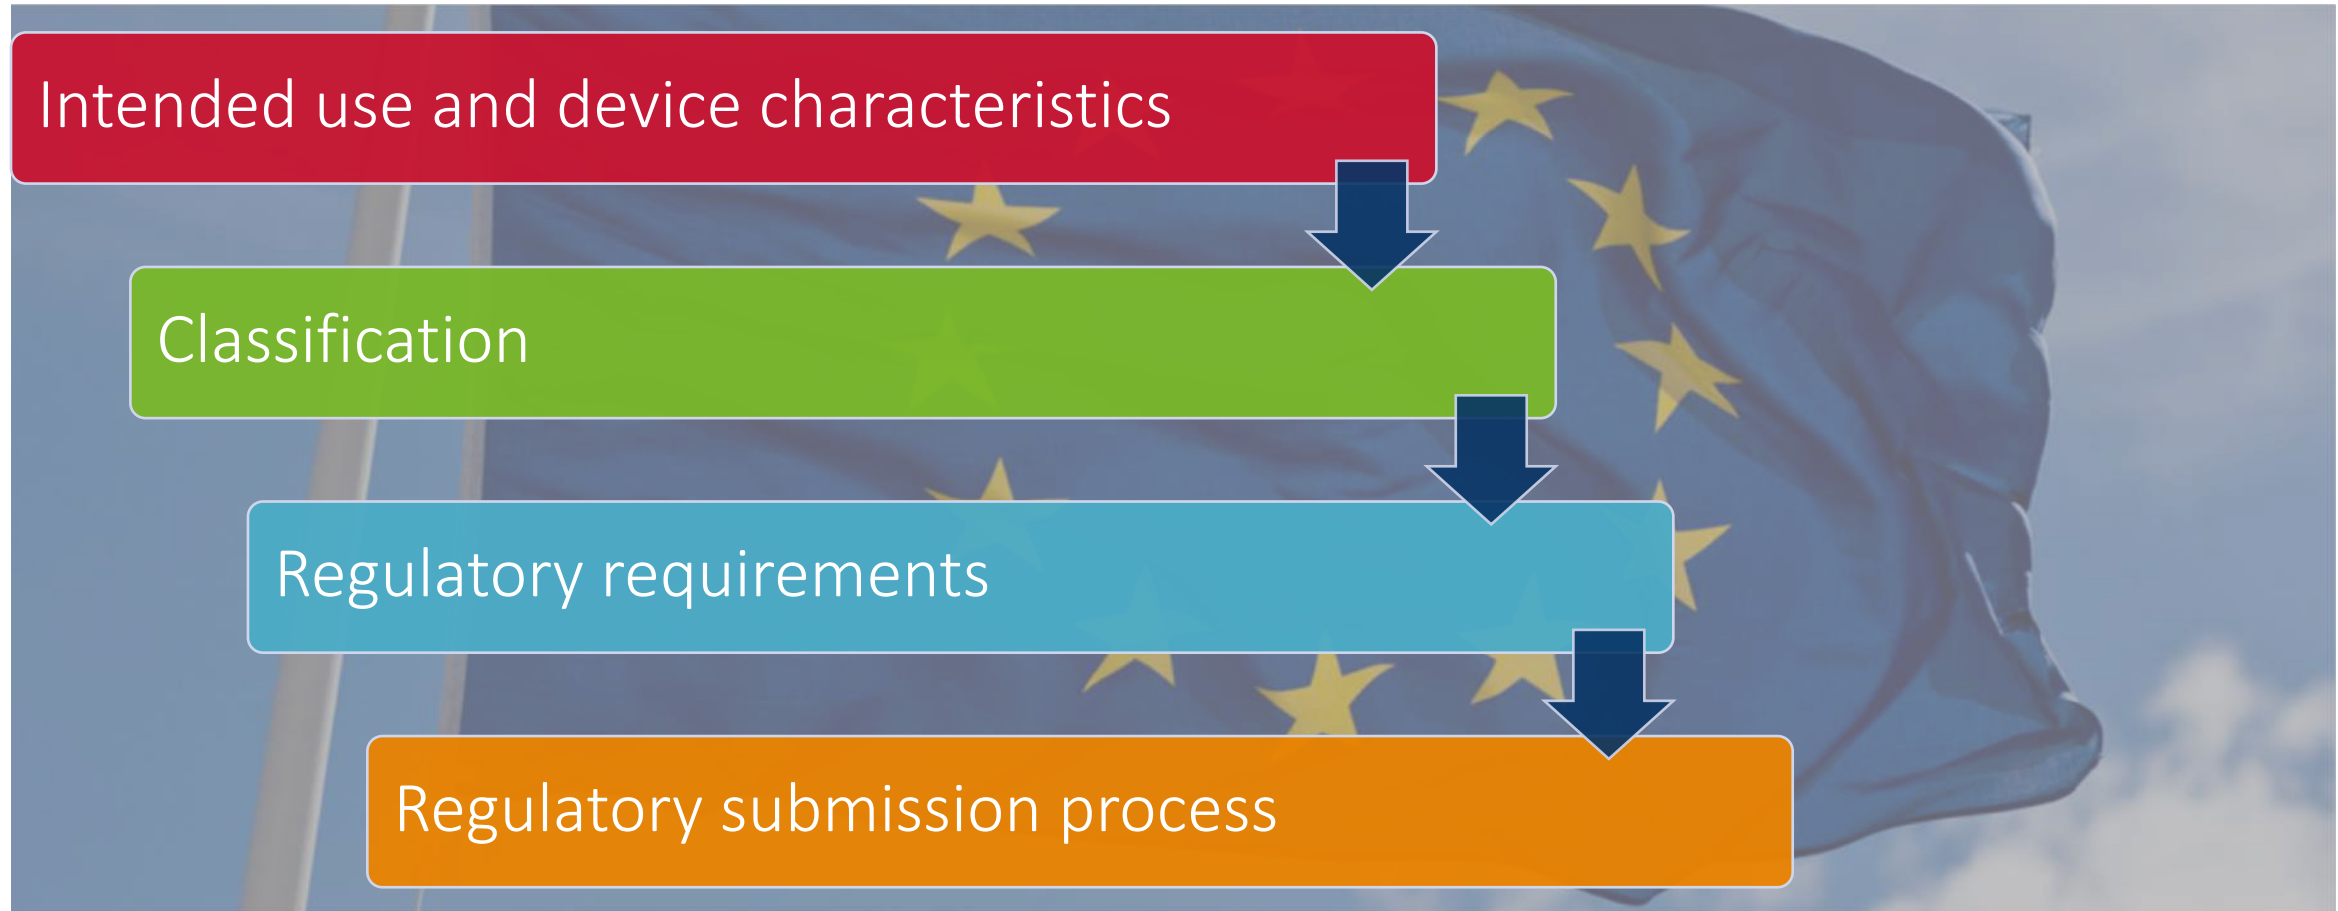 Intended use and device characteristics
Classification
Regulatory requirements
Regulatory submission process